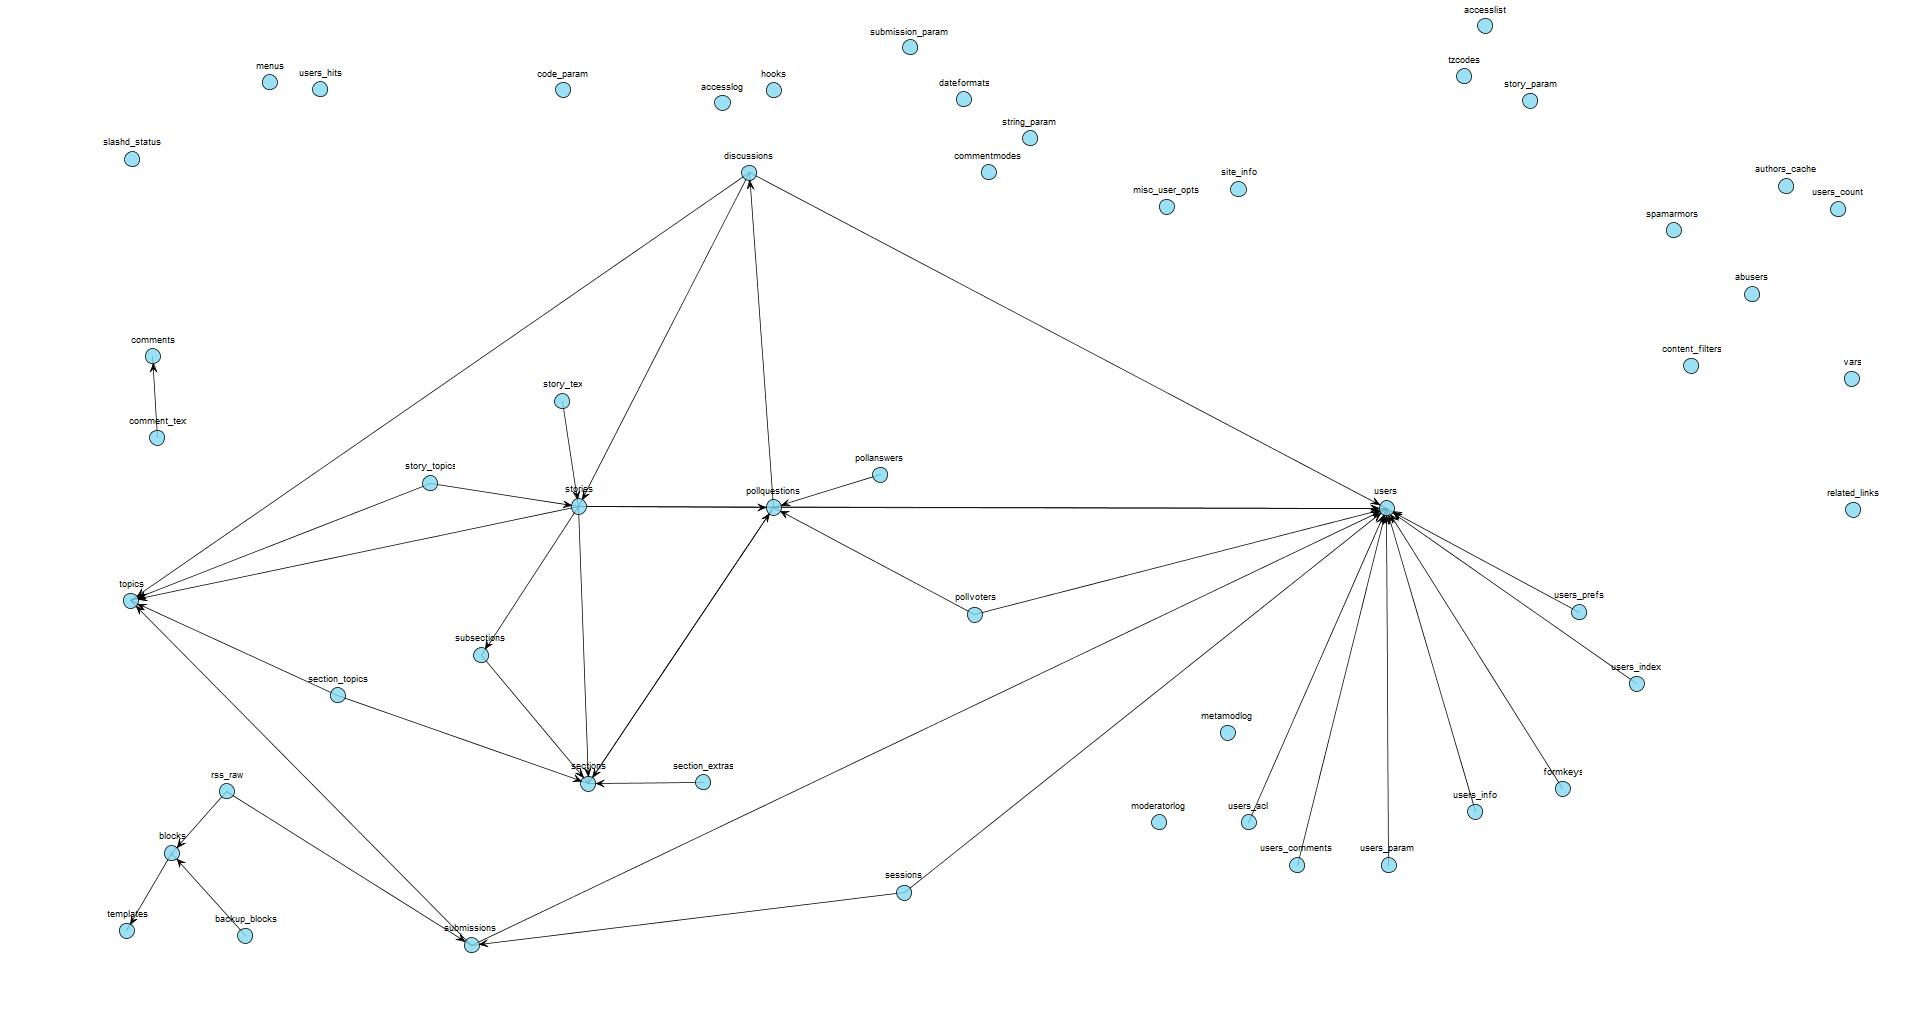 accesslist
submission_param
tzcodes
menus
users_hits
code_param
hooks
accesslog
dateformats
story_param
string_param
slashd_status
discussions
commentmodes
misc_user_opts
site_info
authors_cache
users_count
spamarmors
abusers
comments
content_filters
vars
story_tex
comment_tex
story_topics
pollanswers
stories
pollquestions
users
related_links
topics
pollvoters
users_prefs
subsections
users_index
section_topics
metamodlog
sections
section_extras
rss_raw
formkeys
users_info
moderatorlog
users_acl
blocks
users_comments
users_param
sessions
templates
backup_blocks
submissions